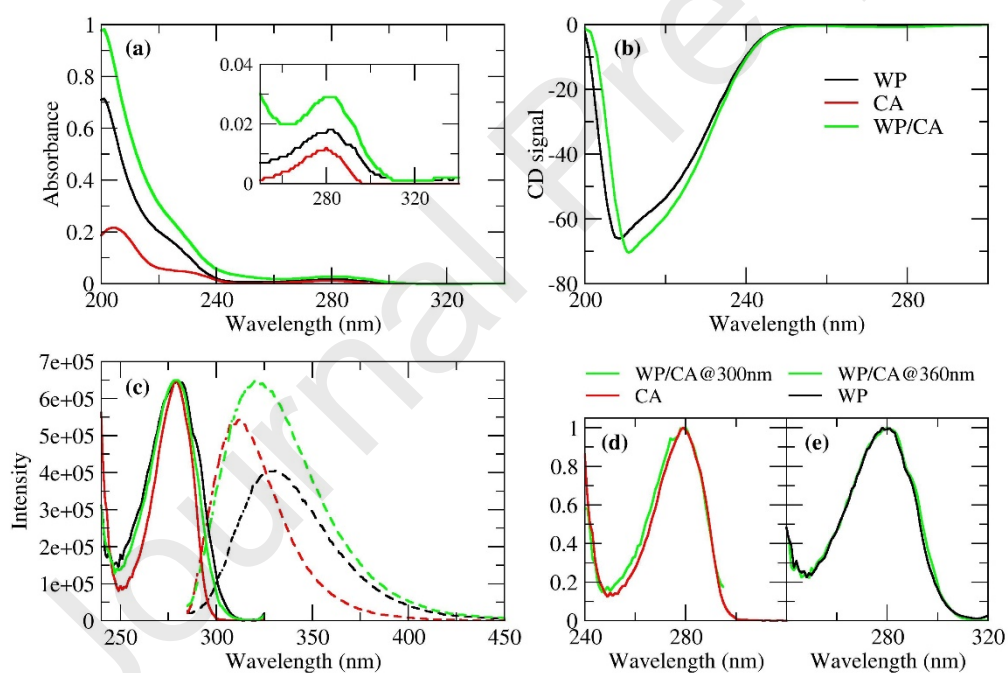 1
0.8
0.6
0.4
0.2
0
(a)
0.04
0.02
0
280
320
Absorbance
200
240
280
320
Wavelength (nm)
0
-20
-40
-60
-80
(b)
WP
CA
WP/CA
CD signal
200
240
280
Wavelength (nm)
7e+05
6e+05
5e+05
4e+05
3e+05
2e+05
1e+05
0
(c)
Intensity
250
300
350
400
450
Wavelength (nm)
WP/CA@300nm
WP/CA@360nm
CA
WP
1
0.8
0.6
0.4
0.2
0
(d)
(e)
240
280
280
320
Wavelength (nm)
Wavelength (nm)
Journal Pre